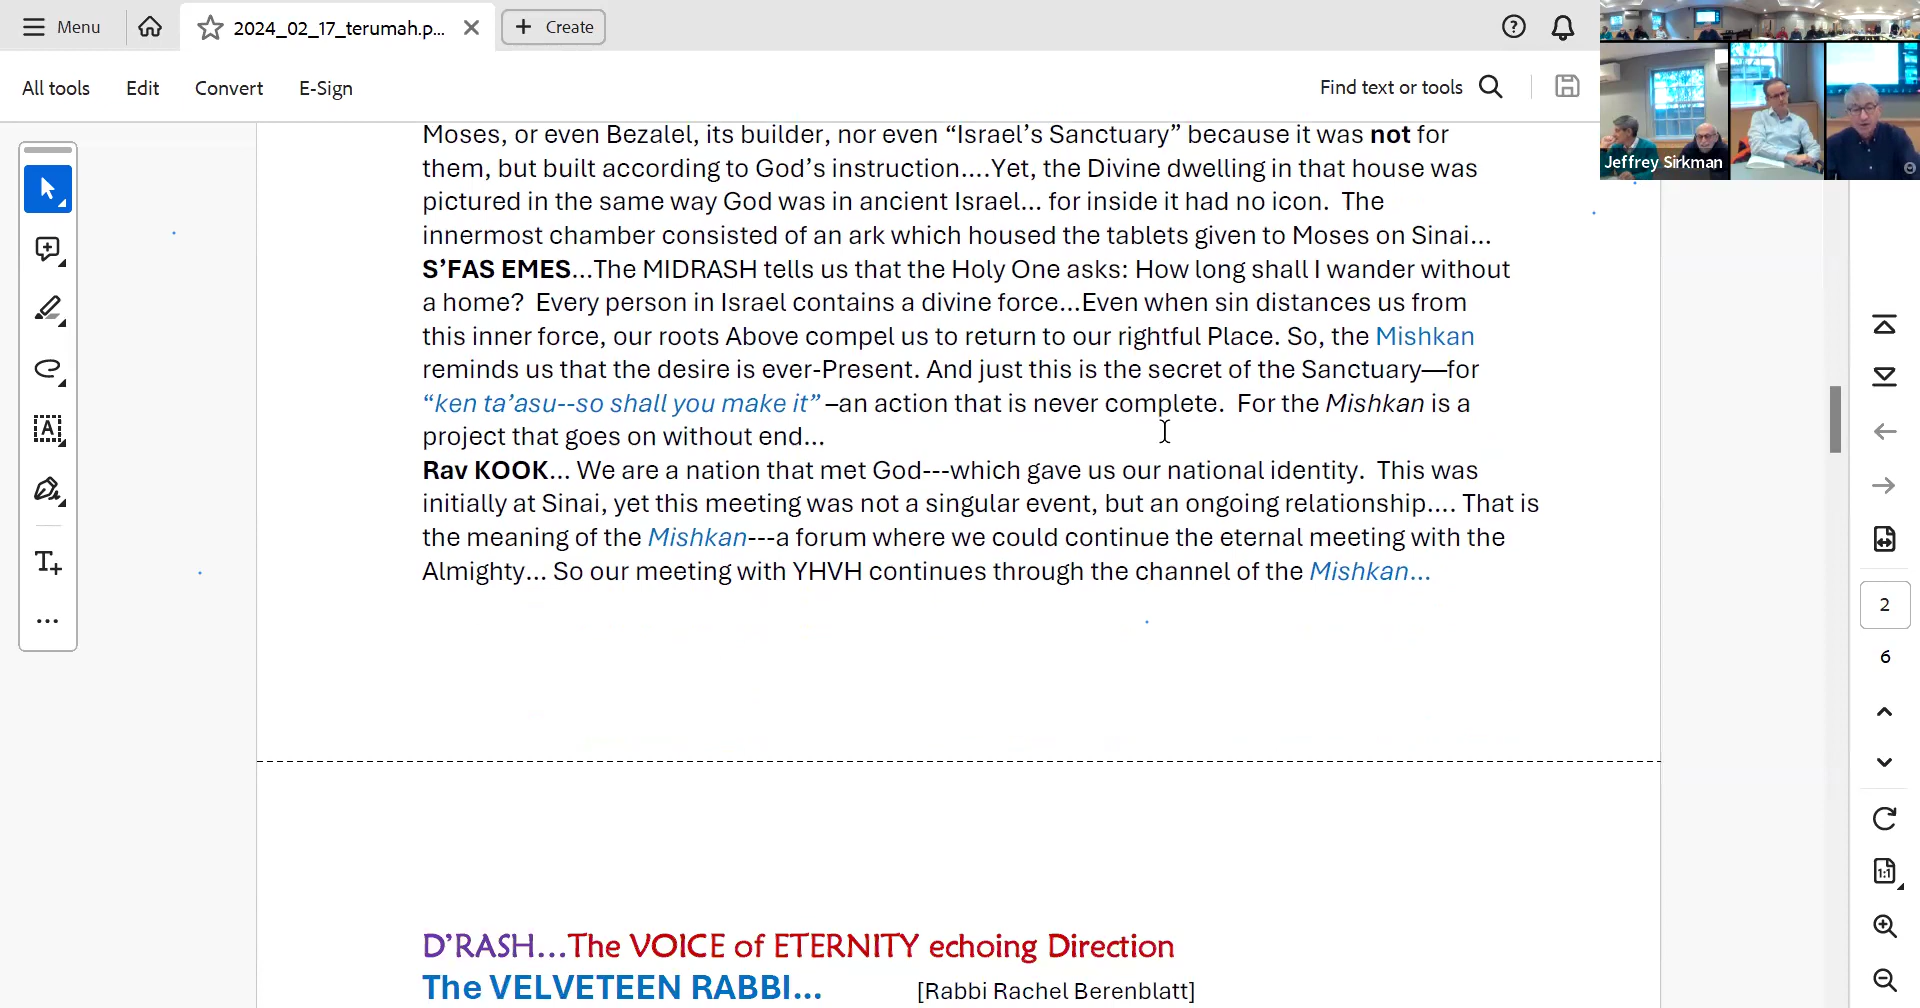 Menu
2024_02_17_terumah.p...
Create
All tools
Edit
Convert
E-Sign
Find text or tools
Jeffrey Sirkman
Moses, or even Bezalel, its builder, nor even “Israel’s Sanctuary” because it was not for
them, but built according to God’s instruction....Yet, the Divine dwelling in that house was
pictured in the same way God was in ancient Israel... for inside it had no icon.  The
innermost chamber consisted of an ark which housed the tablets given to Moses on Sinai...
S’FAS EMES...The MIDRASH tells us that the Holy One asks: How long shall I wander without
a home?  Every person in Israel contains a divine force...Even when sin distances us from
this inner force, our roots Above compel us to return to our rightful Place. So, the Mishkan
reminds us that the desire is ever-Present. And just this is the secret of the Sanctuary—for
“ken ta’asu--so shall you make it” –an action that is never complete.  For the Mishkan is a
project that goes on without end...
Rav KOOK... We are a nation that met God---which gave us our national identity.  This was
initially at Sinai, yet this meeting was not a singular event, but an ongoing relationship.... That is
the meaning of the Mishkan---a forum where we could continue the eternal meeting with the
Almighty... So our meeting with YHVH continues through the channel of the Mishkan...
D’RASH...The VOICE of ETERNITY echoing Direction
The VELVETEEN RABBI... [Rabbi Rachel Berenblatt]
2
6
1:1